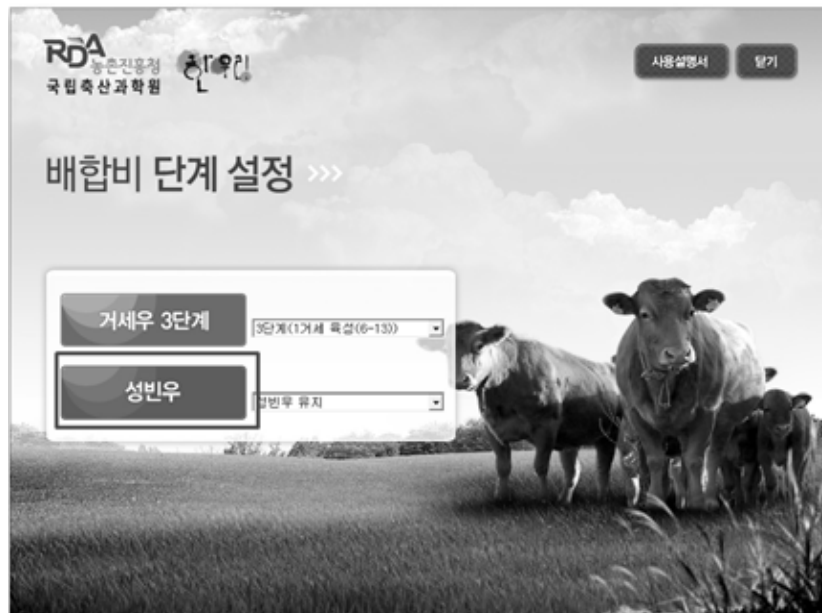 RDA
농촌진흥청
국립축산과학원
한우리
사용설명서
닫기
배합비 단계 설정 >>>
거세우 3단계
3단계(1거세 육성(6-13))
성빈우
성빈우 유지